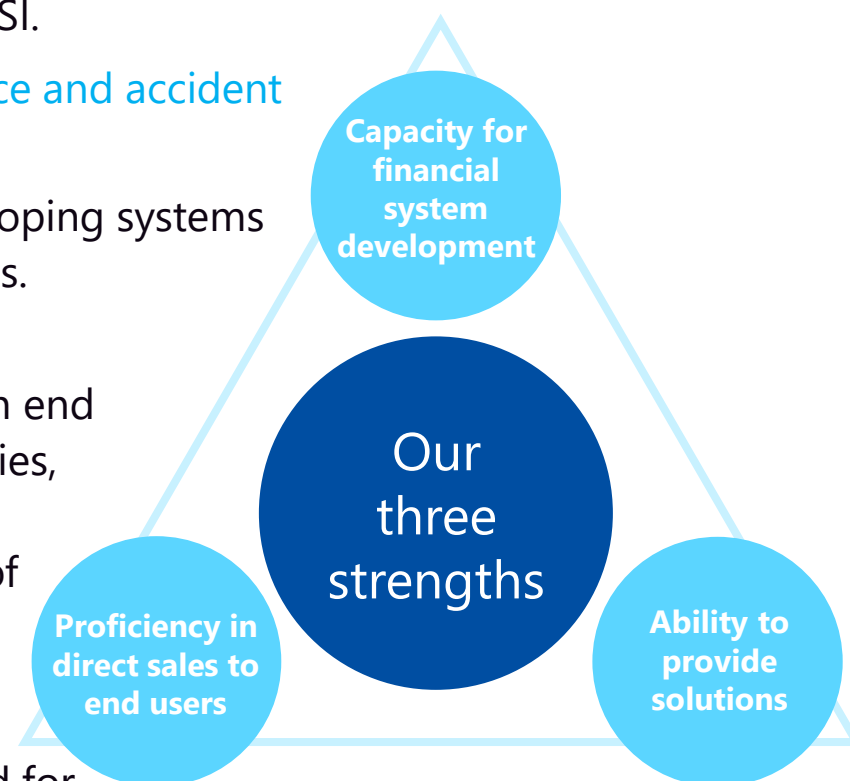 SI.
ce and accident
oping systems
s.
n end
ies,
of
d for
Capacity for
financial
system
development
Our
three
strengths
Proficiency in
direct sales to
end users
Ability to
provide
solutions